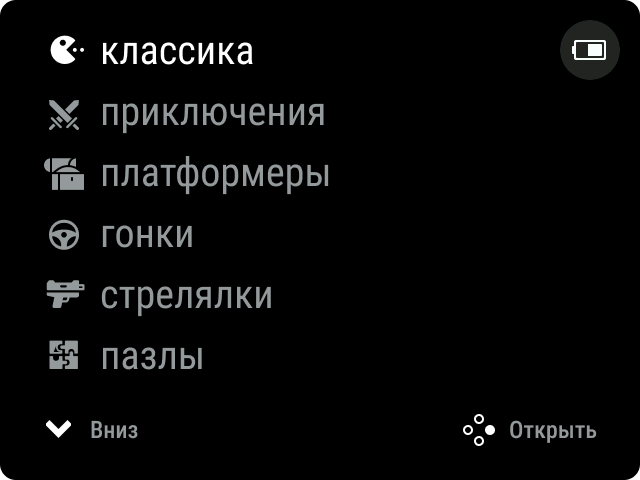 классика
приключения
платформеры
гонки
стрелялки
пазлы
Вниз
Открыть